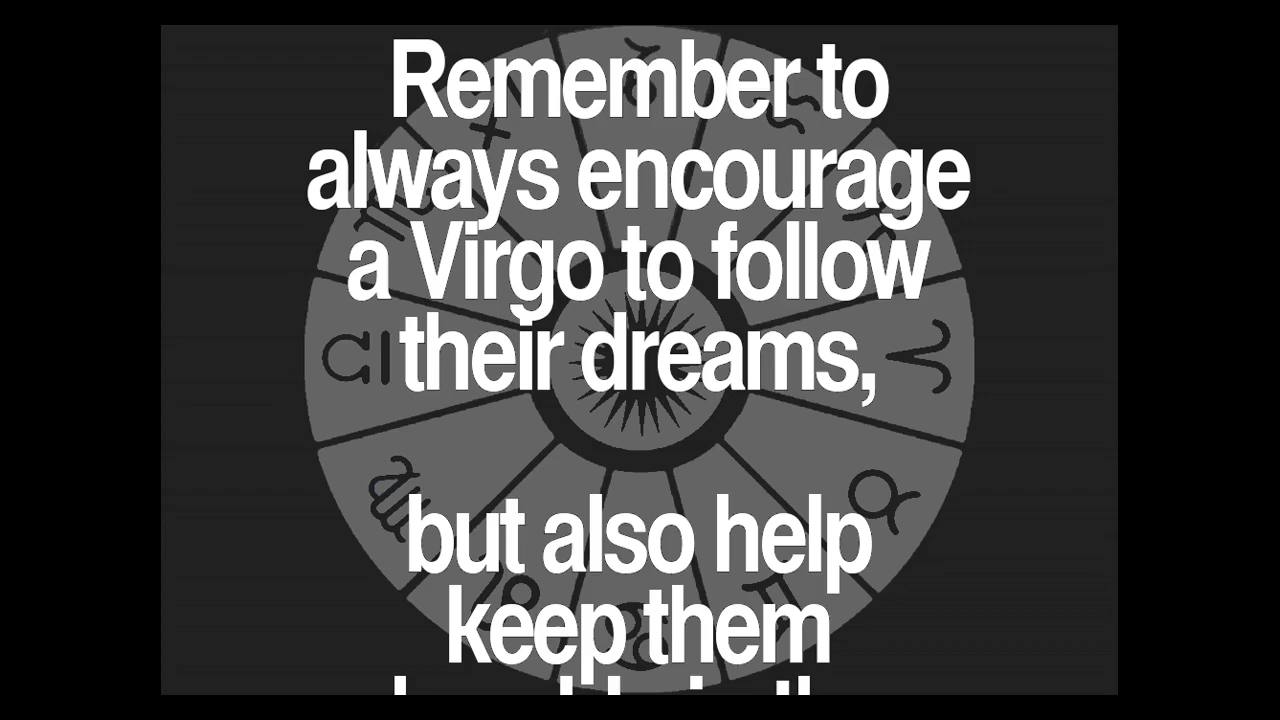 Remember to
always encourage
a Virgo to follow
their dreams,
but also help
keep them